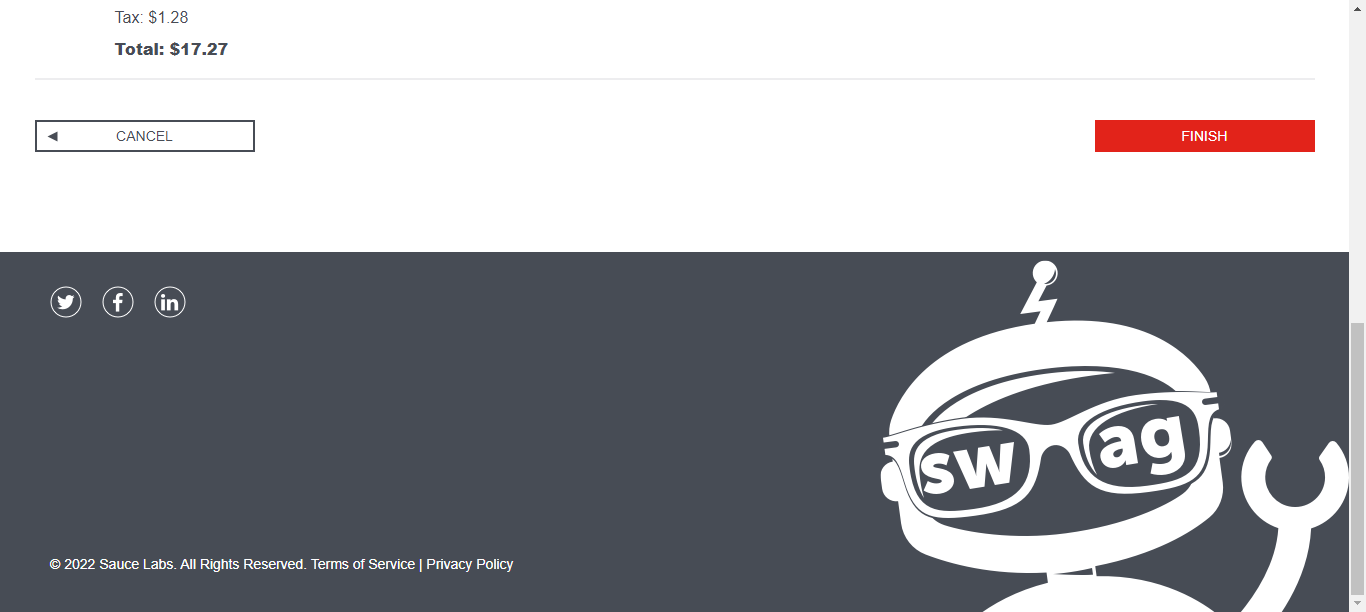 Tax: $1.28
Total: $17.27
CANCEL
FINISH
sw ag
© 2022 Sauce Labs. All Rights Reserved. Terms of Service | Privacy Policy